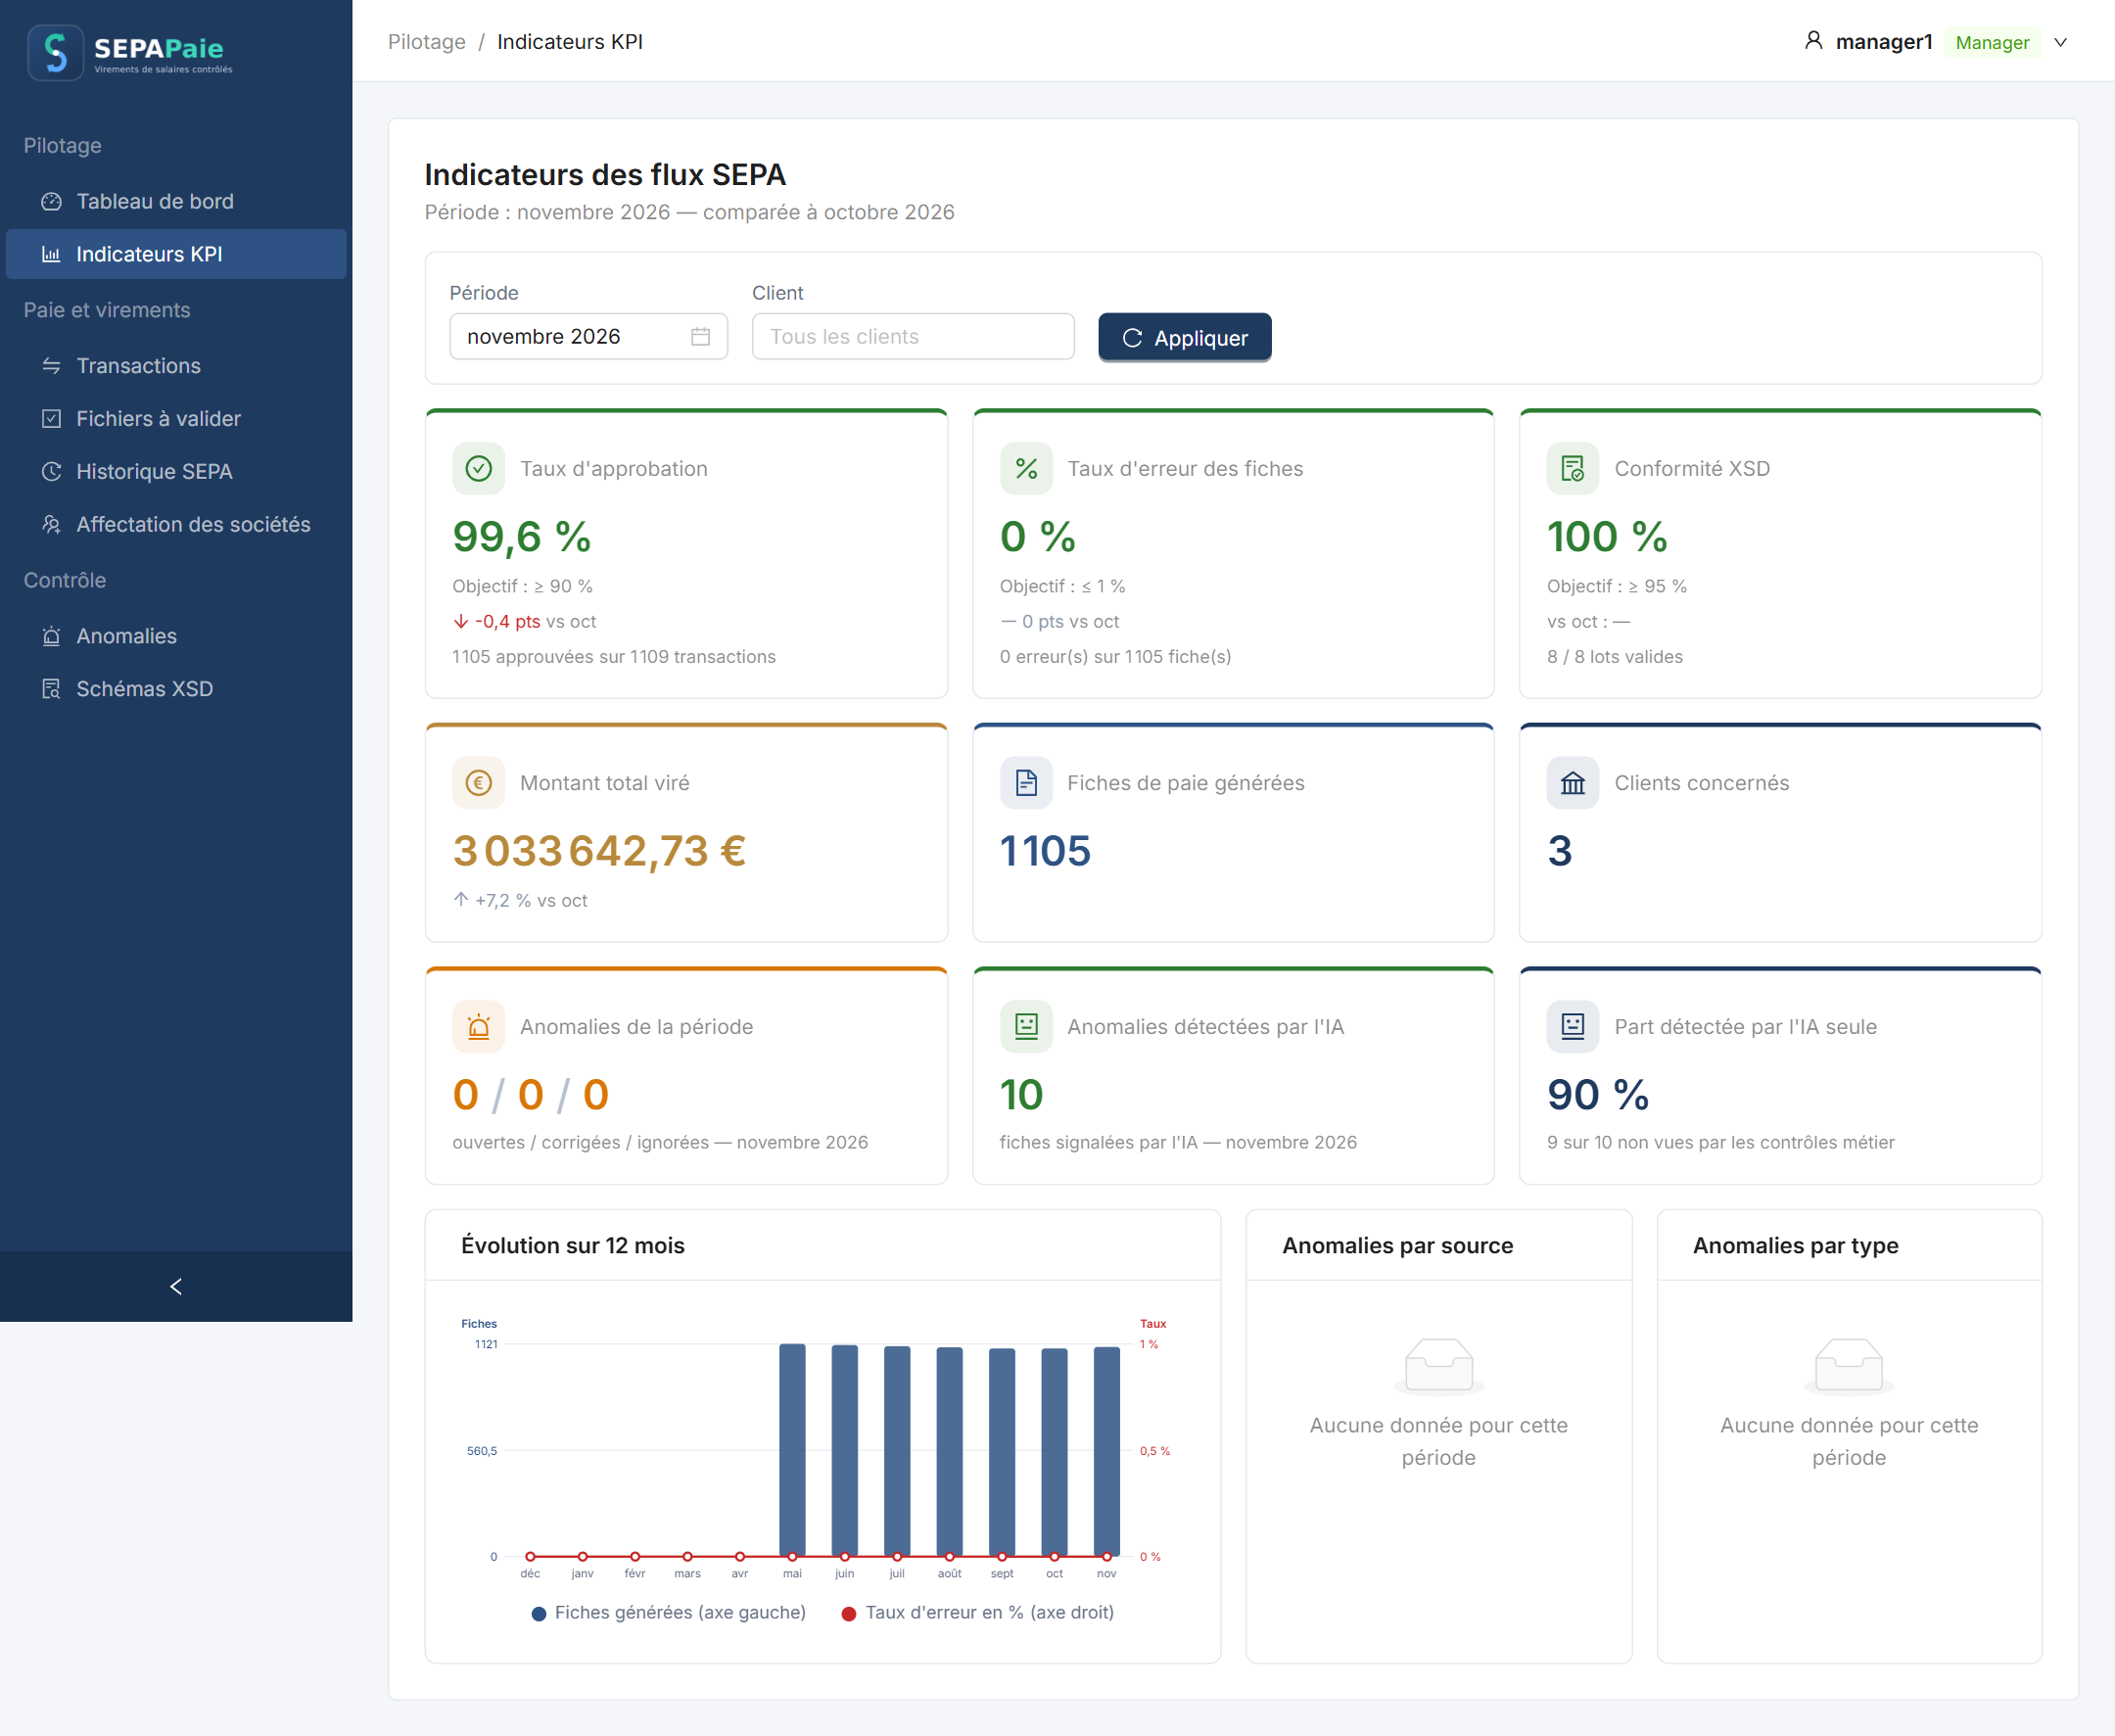 SEPAPaie
Virements de salaires contrôlés
Pilotage
Tableau de bord
Indicateurs KPI
Paie et virements
Transactions
Fichiers à valider
Historique SEPA
Affectation des sociétés
Contrôle
Anomalies
Schémas XSD
Pilotage / Indicateurs KPI
manager1 Manager
Indicateurs des flux SEPA
Période : novembre 2026 — comparée à octobre 2026
Période
novembre 2026
Client
Tous les clients
Appliquer
Taux d'approbation
99,6 %
Objectif : ≥ 90 %
↓ -0,4 pts vs oct
1 105 approuvées sur 1 109 transactions
Taux d'erreur des fiches
0 %
Objectif : ≤ 1 %
— 0 pts vs oct
0 erreur(s) sur 1 105 fiche(s)
Conformité XSD
100 %
Objectif : ≥ 95 %
vs oct : —
8 / 8 lots valides
Montant total viré
3 033 642,73 €
↑ +7,2 % vs oct
Fiches de paie générées
1 105
Clients concernés
3
Anomalies de la période
0 / 0 / 0
ouvertes / corrigées / ignorées — novembre 2026
Anomalies détectées par l'IA
10
fiches signalées par l'IA — novembre 2026
Part détectée par l'IA seule
90 %
9 sur 10 non vues par les contrôles métier
Évolution sur 12 mois
Fiches
1 121
560,5
0
Taux
1 %
0,5 %
0 %
déc janv févr mars avr mai juin juil août sept oct nov
Fiches générées (axe gauche) Taux d'erreur en % (axe droit)
Anomalies par source
Aucune donnée pour cette
période
Anomalies par type
Aucune donnée pour cette
période